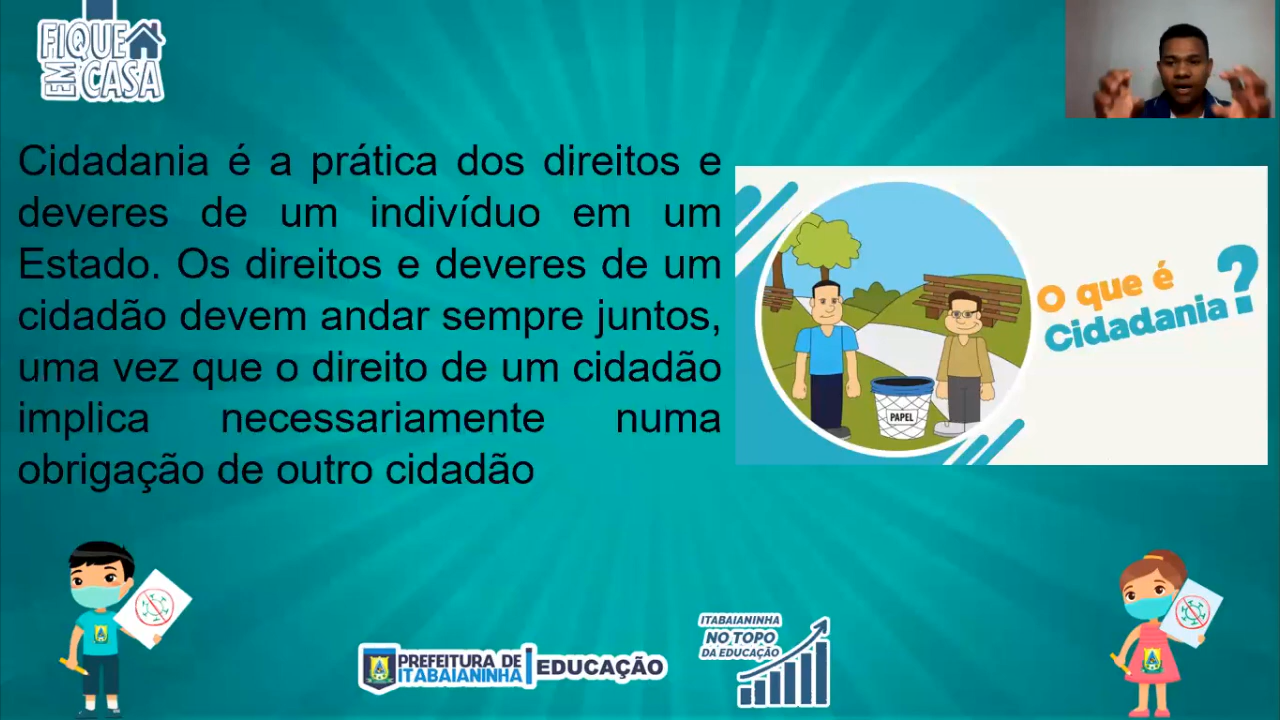 FIQUE
EM CASA
Cidadania é a prática dos direitos e
deveres de um indivíduo em um
Estado. Os direitos e deveres de um
cidadão devem andar sempre juntos,
uma vez que o direito de um cidadão
implica necessariamente numa
obrigação de outro cidadão
O que é
Cidadania?
PAPEL
PREFEITURA DE
ITABAIANINHA
EDUCAÇÃO
ITABAIANINHA
NO TOPO
DA EDUCAÇÃO